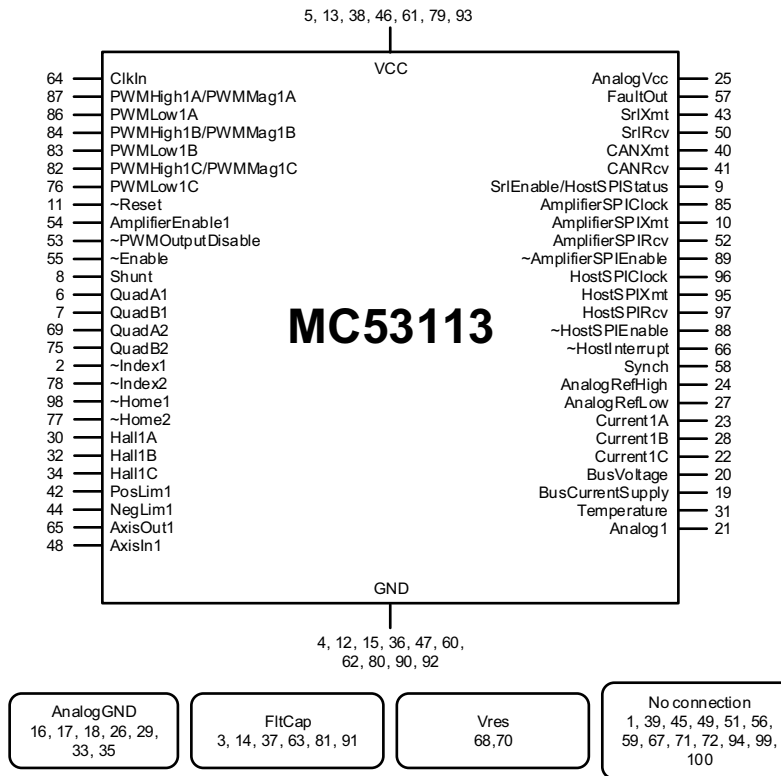 5, 13, 38, 46, 61, 79, 93
VCC
64 ClkIn
87 PWMHigh1A/PWMMag1A
86 PWMLow1A
84 PWMHigh1B/PWMMag1B
83 PWMLow1B
82 PWMHigh1C/PWMMag1C
76 PWMLow1C
11 ~Reset
54 AmplifierEnable1
53 ~PWMOutputDisable
55 ~Enable
8 Shunt
6 QuadA1
7 QuadB1
69 QuadA2
75 QuadB2
2 ~Index1
78 ~Index2
98 ~Home1
77 ~Home2
30 Hall1A
32 Hall1B
34 Hall1C
42 PosLim1
44 NegLim1
65 AxisOut1
48 AxisIn1
MC53113
AnalogVcc 25
FaultOut 57
SrlXmt 43
SrlRcv 50
CANXmt 40
CANRcv 41
SrlEnable/HostSPIStatus 9
AmplifierSPIClock 85
AmplifierSPIXmt 10
AmplifierSPIRcv 52
~AmplifierSPIEnable 89
HostSPIClock 96
HostSPIXmt 95
HostSPIRcv 97
~HostSPIEnable 88
~HostInterrupt 66
Synch 58
AnalogRefHigh 24
AnalogRefLow 27
Current1A 23
Current1B 28
Current1C 22
BusVoltage 20
BusCurrentSupply 19
Temperature 31
Analog1 21
GND
4, 12, 15, 36, 47, 60,
62, 80, 90, 92
AnalogGND
16, 17, 18, 26, 29,
33, 35
FltCap
3, 14, 37, 63, 81, 91
Vres
68,70
No connection
1, 39, 45, 49, 51, 56,
59, 67, 71, 72, 94, 99,
100